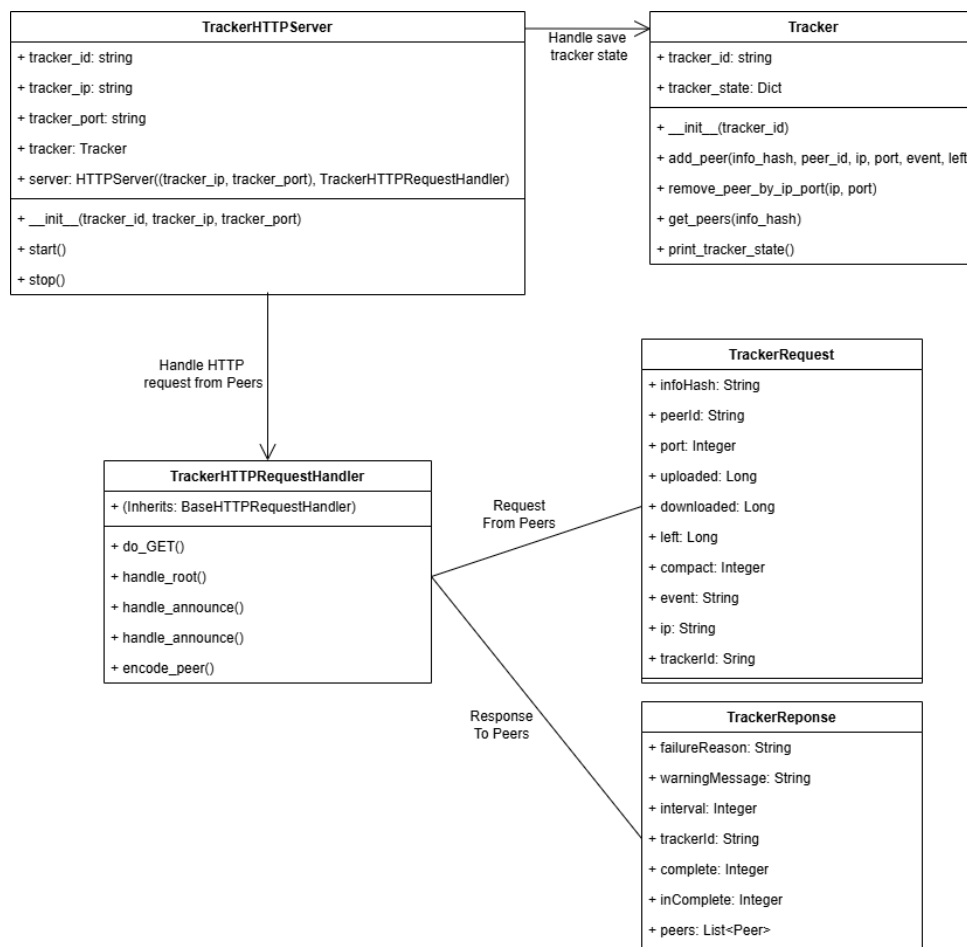 TrackerHTTPServer
+ tracker_id: string
+ tracker_ip: string
+ tracker_port: string
+ tracker: Tracker
+ server: HTTPServer((tracker_ip, tracker_port), TrackerHTTPRequestHandler)
+ __init__(tracker_id, tracker_ip, tracker_port)
+ start()
+ stop()
Handle save
tracker state
Tracker
+ tracker_id: string
+ tracker_state: Dict
+ __init__(tracker_id)
+ add_peer(info_hash, peer_id, ip, port, event, left
+ remove_peer_by_ip_port(ip, port)
+ get_peers(info_hash)
+ print_tracker_state()
Handle HTTP
request from Peers
TrackerHTTPRequestHandler
+ (Inherits: BaseHTTPRequestHandler)
+ do_GET()
+ handle_root()
+ handle_announce()
+ handle_announce()
+ encode_peer()
Request
From Peers
TrackerRequest
+ infoHash: String
+ peerId: String
+ port: Integer
+ uploaded: Long
+ downloaded: Long
+ left: Long
+ compact: Integer
+ event: String
+ ip: String
+ trackerId: Sring
Response
To Peers
TrackerReponse
+ failureReason: String
+ warningMessage: String
+ interval: Integer
+ trackerId: String
+ complete: Integer
+ inComplete: Integer
+ peers: List<Peer>